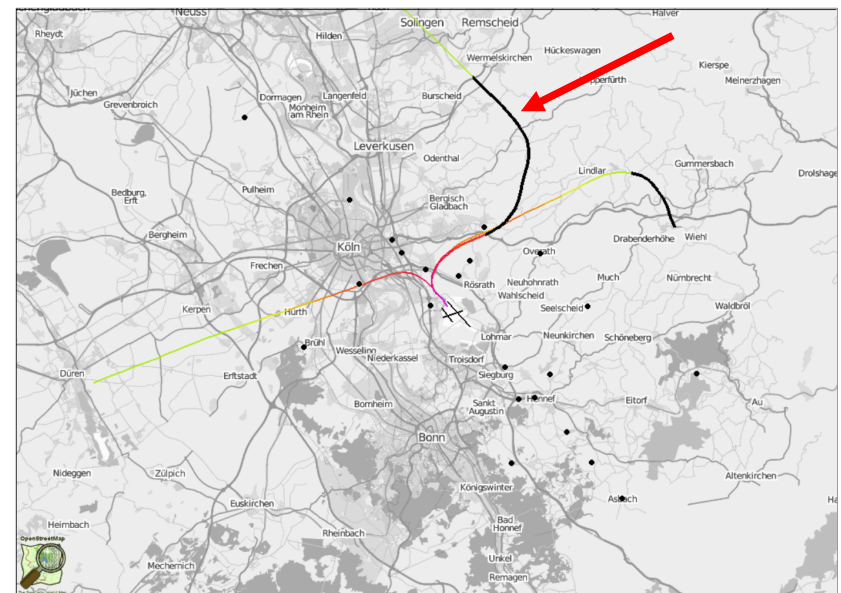 Neuss
Solingen
Remscheid
Halver
Rheydt
Hilden
Hückeswagen
Wermelskirchen
Kierspe
Meinerzhagen
Jüchen
Grevenbroich
Dormagen
Langenfeld
Monheim
am Rhein
Burscheid
Leverkusen
Odenthal
Lindlar
Gummersbach
Drolshage
Bedburg,
Erft
Pulheim
Bergisch
Gladbach
Bergheim
Köln
Drabenderhöhe
Wiehl
Frechen
Overath
Rösrath
Neuhohnrath
Wahlscheid
Much
Nümbrecht
Kerpen
Hürth
Seelscheid
Waldbröl
Lohmar
Neunkirchen
Schöneberg
Brühl
Wesseling
Niederkassel
Troisdorf
Düren
Erftstadt
Siegburg
Bornheim
Sankt
Augustin
Hennef
Eitorf
Au
Bonn
Nideggen
Zülpich
Altenkirchen
Königswinter
Euskirchen
Asbach
Ha
Heimbach
Rheinbach
Bad
Honnef
OpenStreetMap
Mechernich
Unkel
Remagen